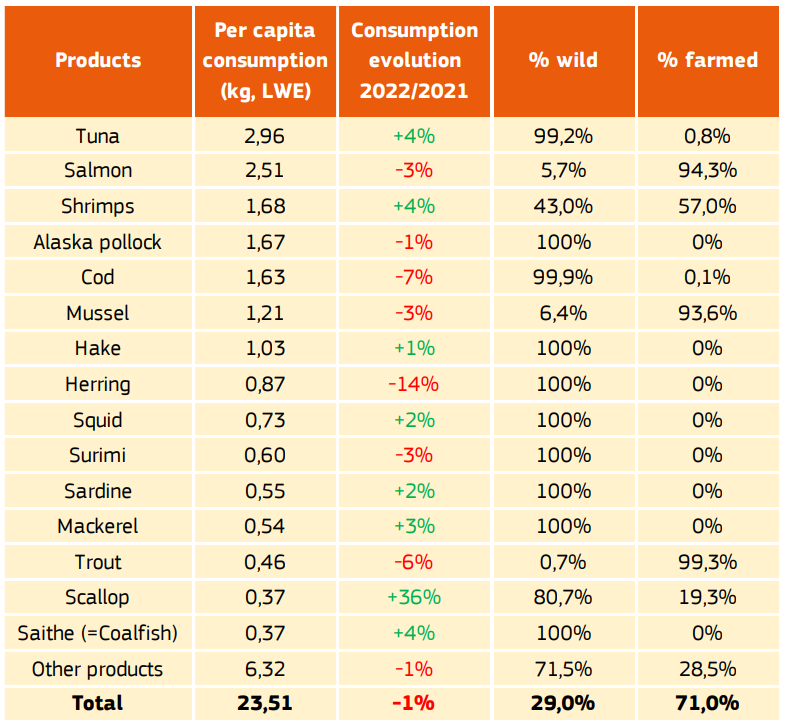 Products Per capita consumption (kg, LWE) Consumption evolution 2022/2021 % wild % farmed
Tuna 2,96 +4% 99,2% 0,8%
Salmon 2,51 -3% 5,7% 94,3%
Shrimps 1,68 +4% 43,0% 57,0%
Alaska pollock 1,67 -1% 100% 0%
Cod 1,63 -7% 99,9% 0,1%
Mussel 1,21 -3% 6,4% 93,6%
Hake 1,03 +1% 100% 0%
Herring 0,87 -14% 100% 0%
Squid 0,73 +2% 100% 0%
Surimi 0,60 -3% 100% 0%
Sardine 0,55 +2% 100% 0%
Mackerel 0,54 +3% 100% 0%
Trout 0,46 -6% 0,7% 99,3%
Scallop 0,37 +36% 80,7% 19,3%
Saithe (=Coalfish) 0,37 +4% 100% 0%
Other products 6,32 -1% 71,5% 28,5%
Total 23,51 -1% 29,0% 71,0%